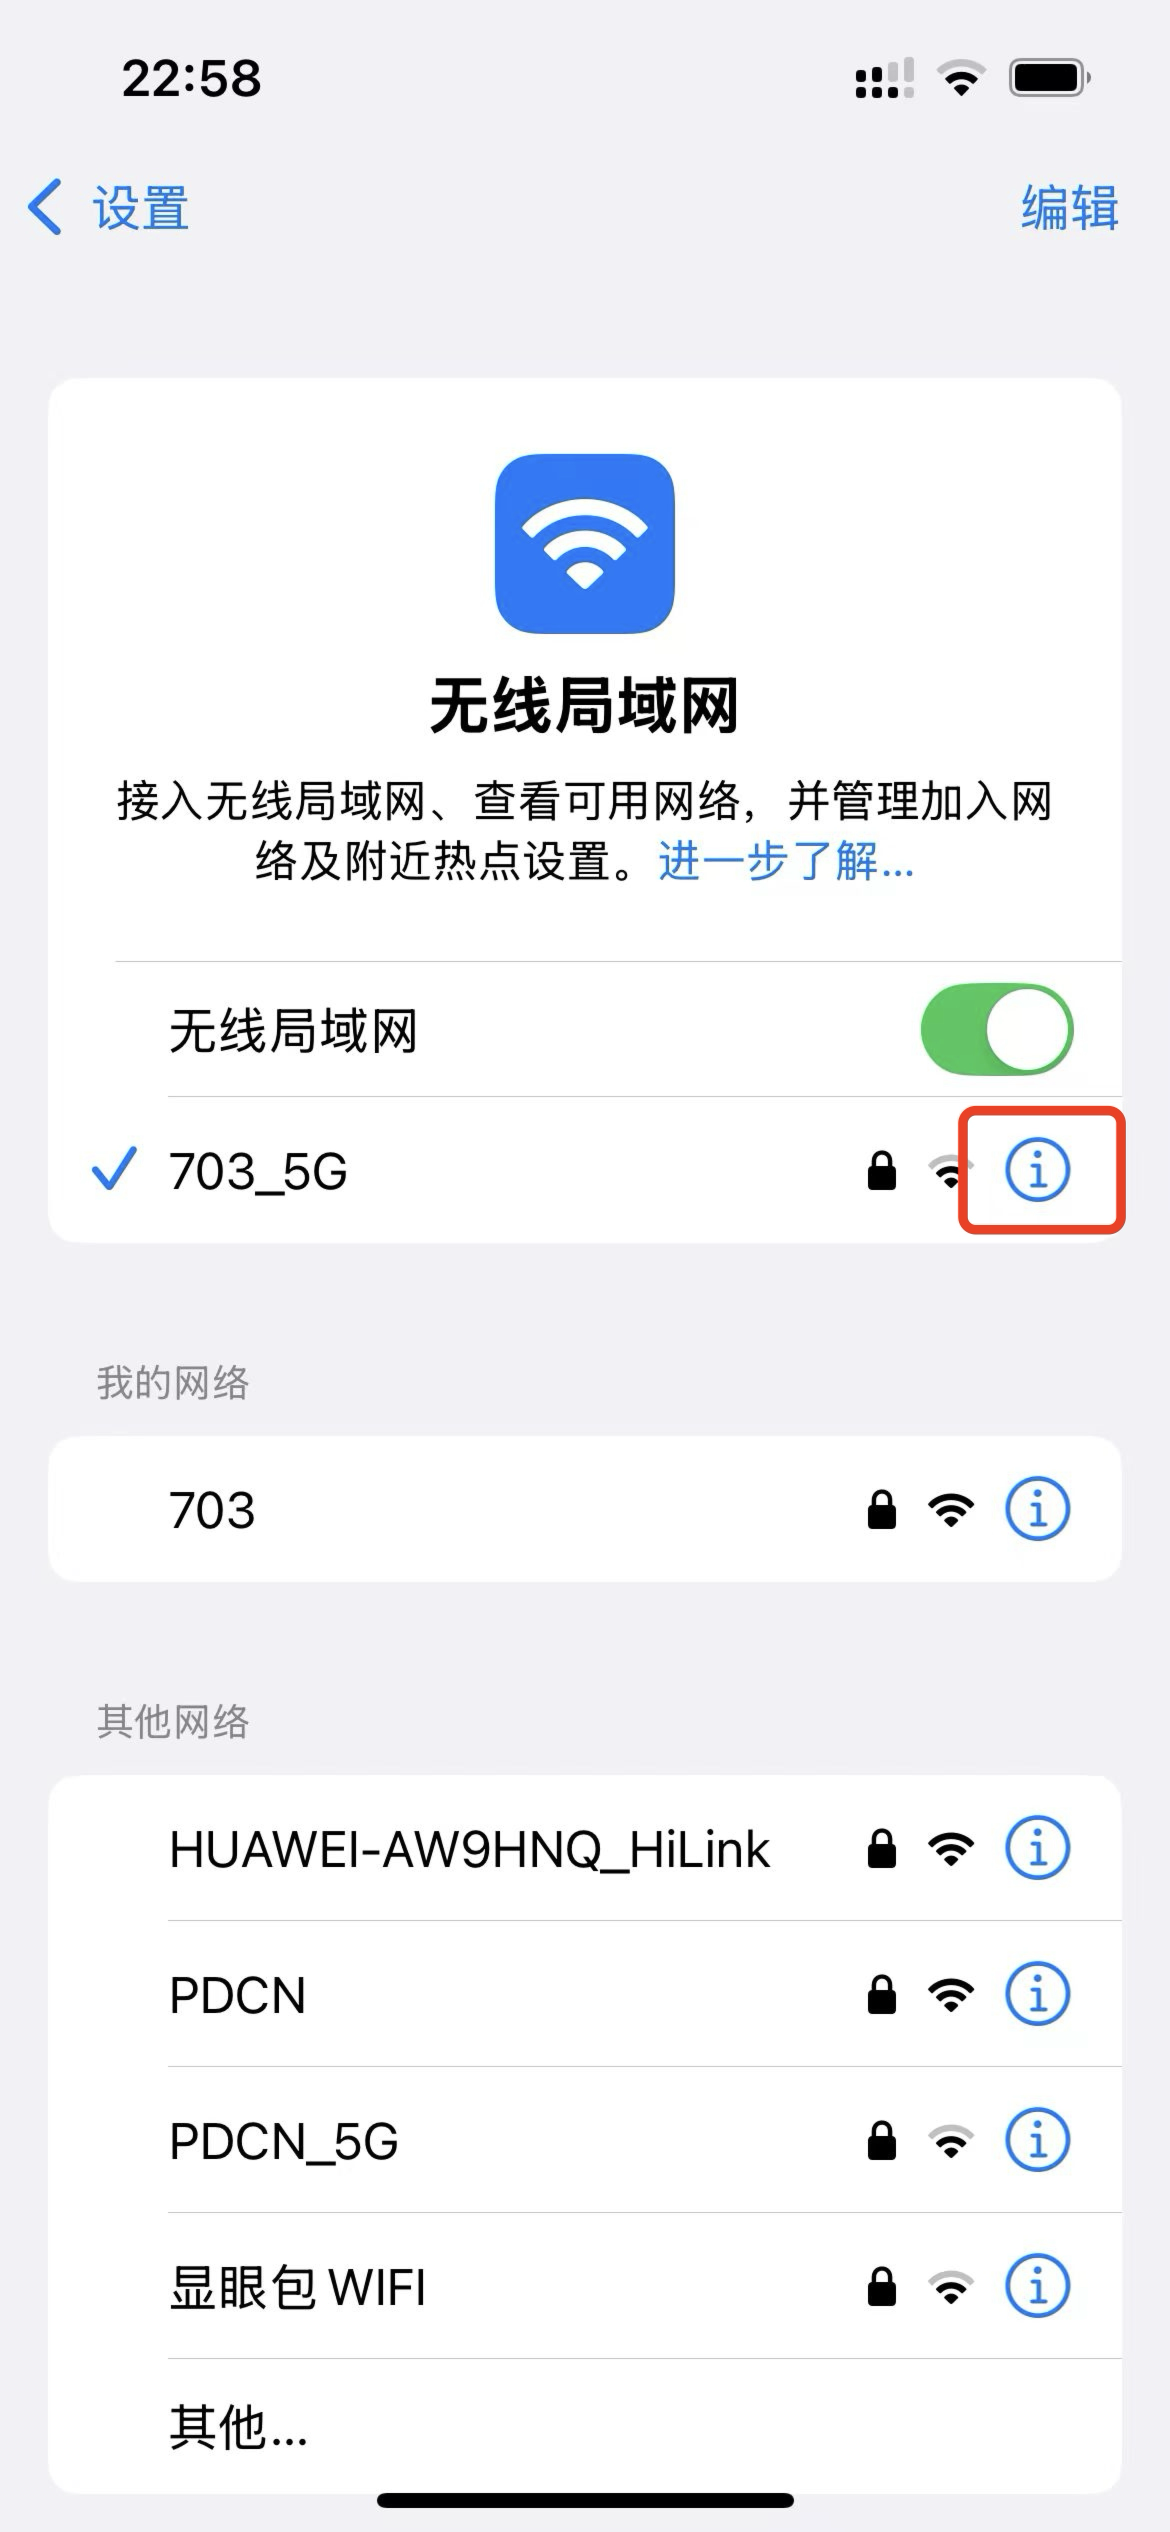 22:58
设置
编辑
无线局域网
接入无线局域网、查看可用网络，并管理加入网
络及附近热点设置。进一步了解...
无线局域网
703_5G
我的网络
703
其他网络
HUAWEI-AW9HNQ_HiLink
PDCN
PDCN_5G
显眼包 WIFI
其他...